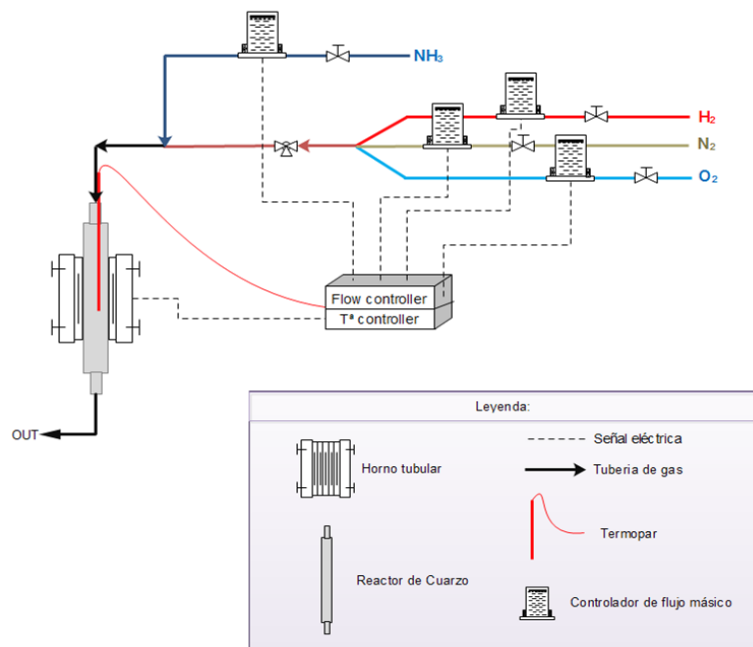 NH₃
H₂
N₂
O₂
Flow controller
Tª controller
OUT
Leyenda:
Horno tubular
Señal eléctrica
Tuberia de gas
Termopar
Reactor de Cuarzo
Controlador de flujo másico